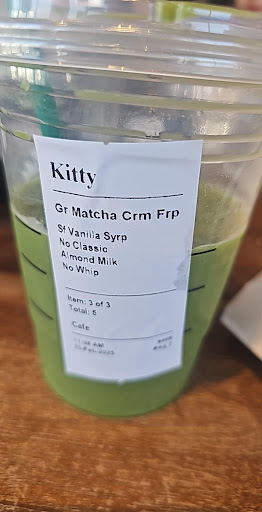 Kitty
Gr Matcha Crm Frp
Sf Vanilla Syrp
No Classic
Almond Milk
No Whip
Item: 3 of 3
Total: 5
Cafe